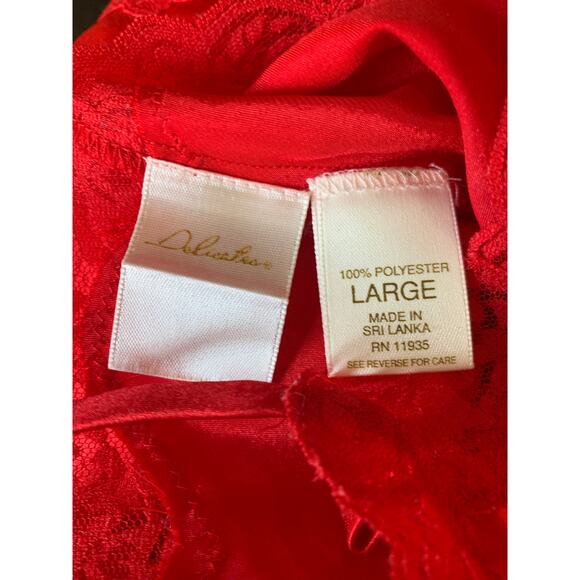 Delicates
100% POLYESTER
LARGE
MADE IN
SRI LANKA
RN 11935
SEE REVERSE FOR CARE